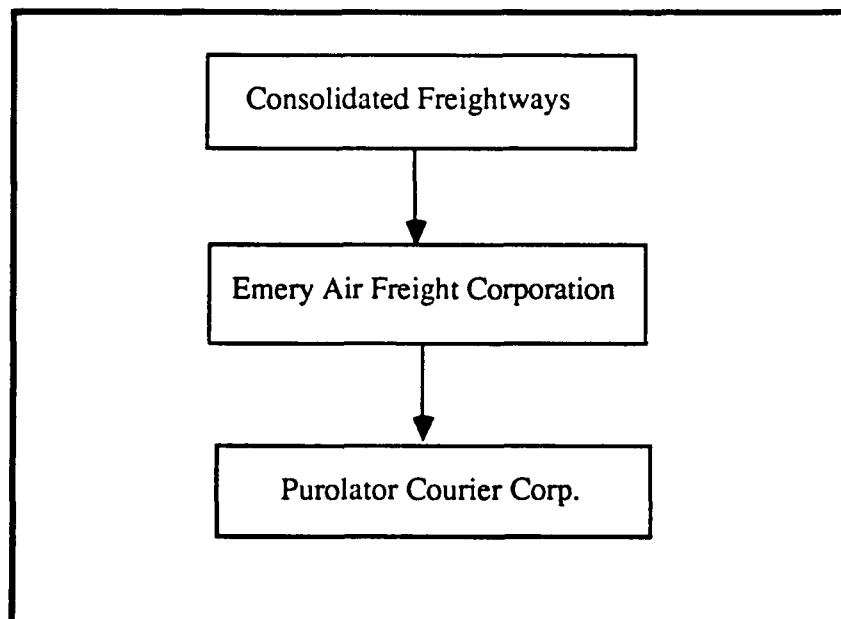 Consolidated Freightways
Emery Air Freight Corporation
Purolator Courier Corp.